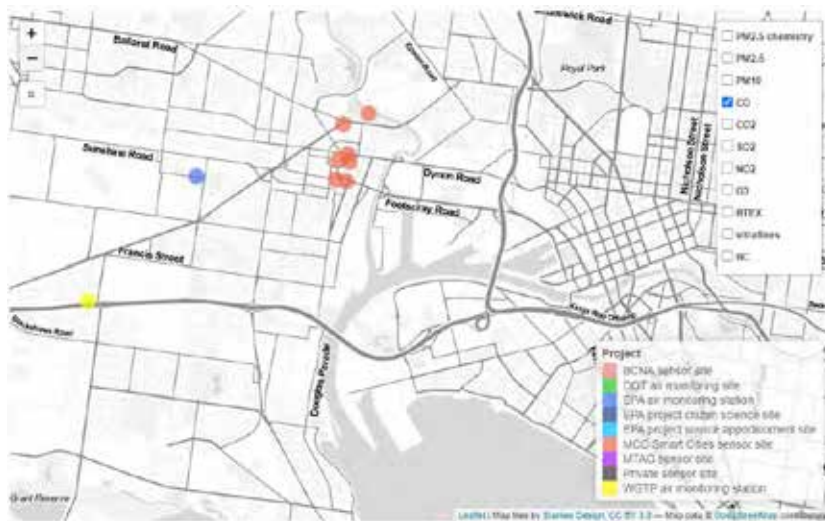 Ballarat Road
Royal Park
Sunshine Road
Dynon Road
Footscray Road
Francis Street
Douglas Parade
Nicholson Street
Nicholson Street
PM2.5 chemistry
PM2.5
PM10
CO
CO2
SO2
NO2
O3
BTEX
ultrafines
BC
Project
BCNA sensor site
DOT air monitoring site
EPA air monitoring station
EPA project citizen science site
EPA project source apportionment site
MCC Smart Cities sensor site
MTAG sensor site
Private sensor site
WGTP air monitoring station
Leaflet | Map tiles by Stamen Design, CC BY 3.0 — Map data © OpenStreetMap contributors